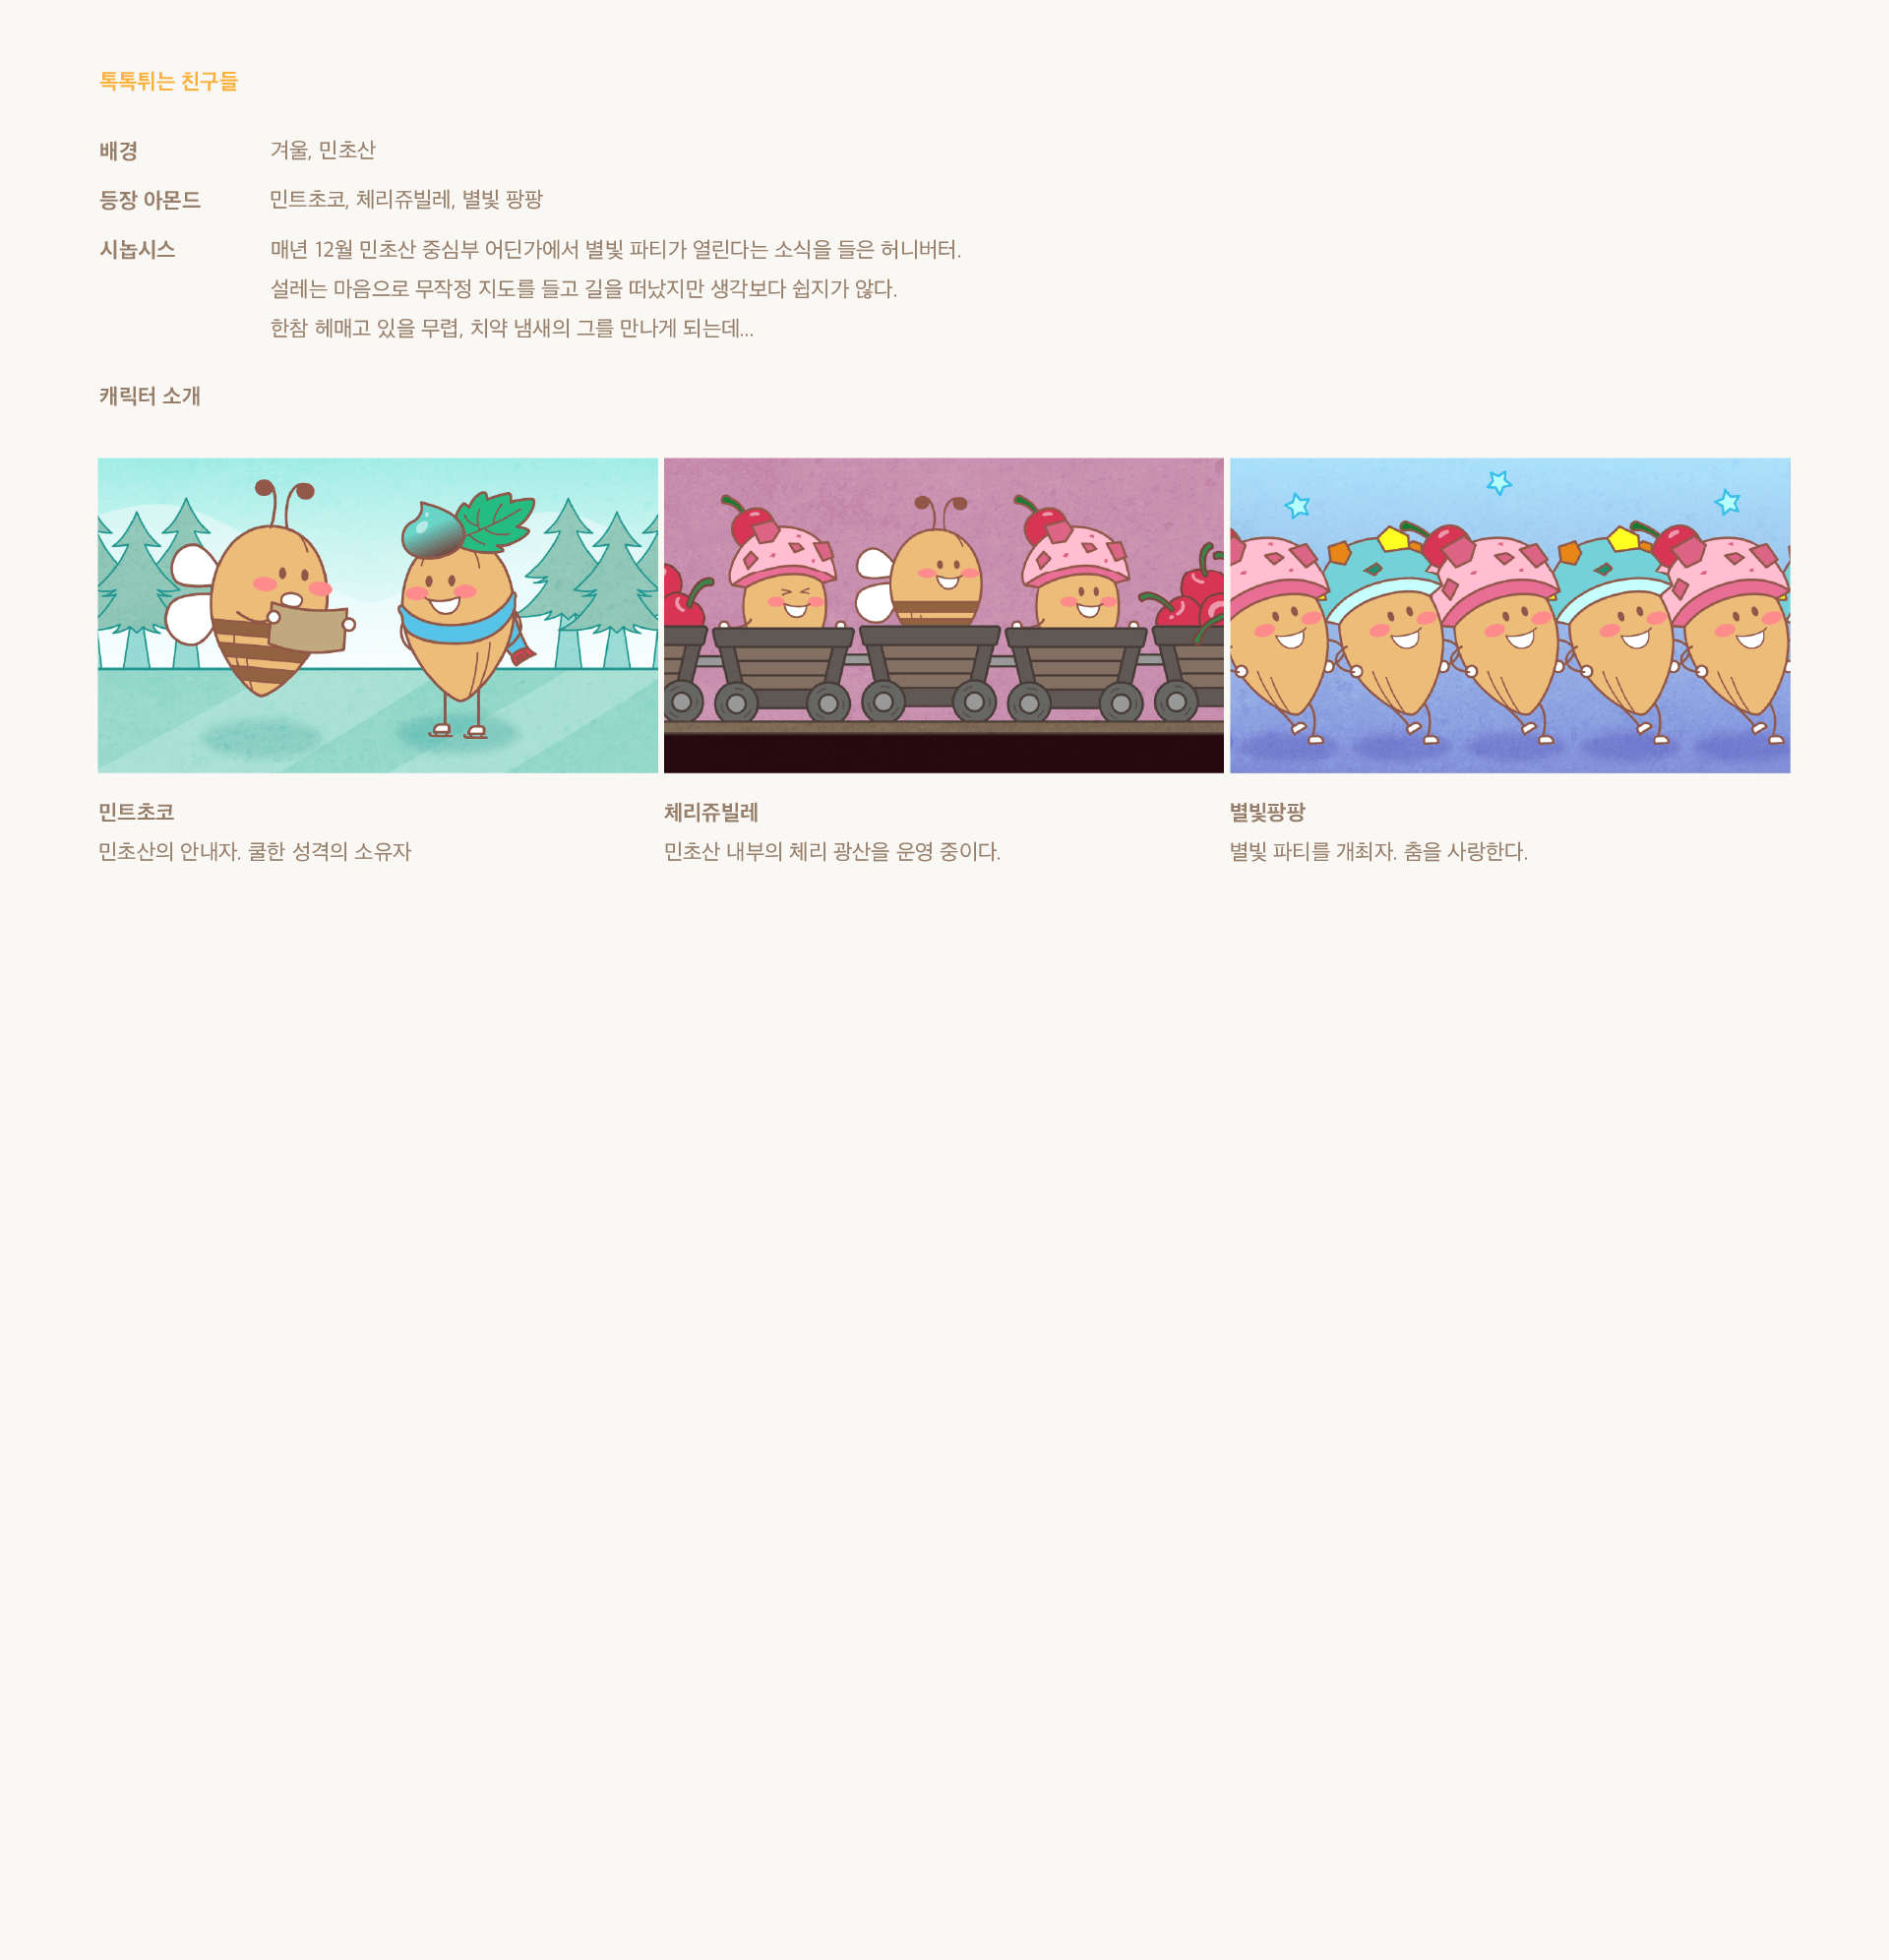 톡톡튀는 친구들
배경 겨울, 민초산
등장 아몬드 민트초코, 체리쥬빌레, 별빛 팡팡
시놉시스 매년 12월 민초산 중심부 어딘가에서 별빛 파티가 열린다는 소식을 들은 허니버터.
설레는 마음으로 무작정 지도를 들고 길을 떠났지만 생각보다 쉽지가 않다.
한참 헤매고 있을 무렵, 치약 냄새의 그를 만나게 되는데...
캐릭터 소개
민트초코
민초산의 안내자. 쿨한 성격의 소유자
체리쥬빌레
민초산 내부의 체리 광산을 운영 중이다.
별빛팡팡
별빛 파티를 개최자. 춤을 사랑한다.